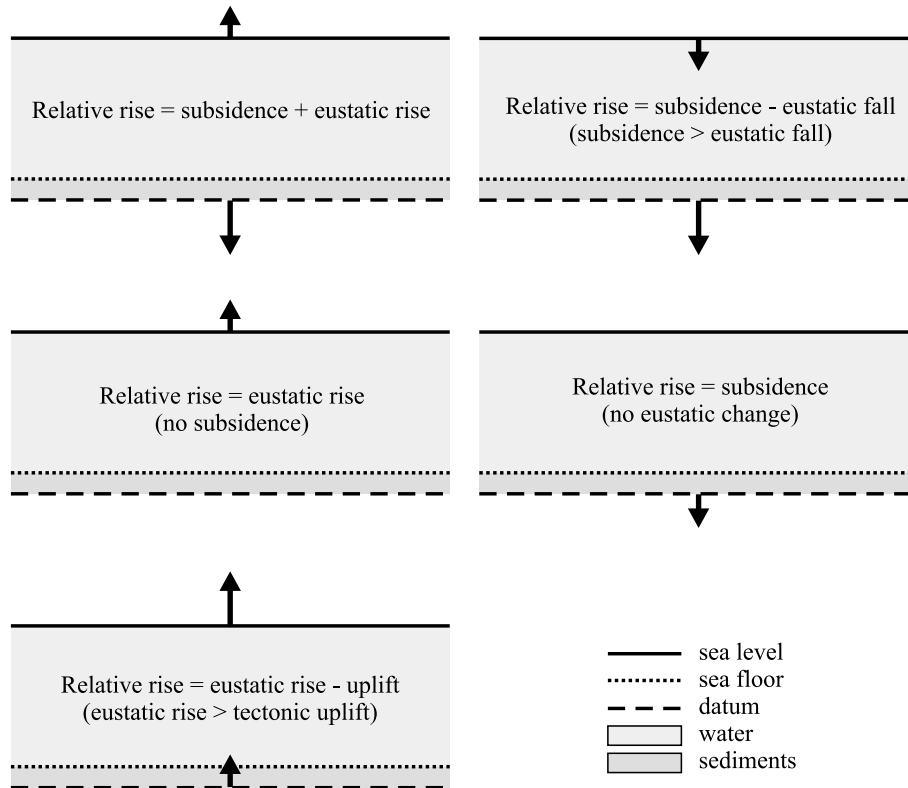 Relative rise = subsidence + eustatic rise
Relative rise = subsidence - eustatic fall
(subsidence > eustatic fall)
Relative rise = eustatic rise
(no subsidence)
Relative rise = subsidence
(no eustatic change)
Relative rise = eustatic rise - uplift
(eustatic rise > tectonic uplift)
sea level
sea floor
datum
water
sediments